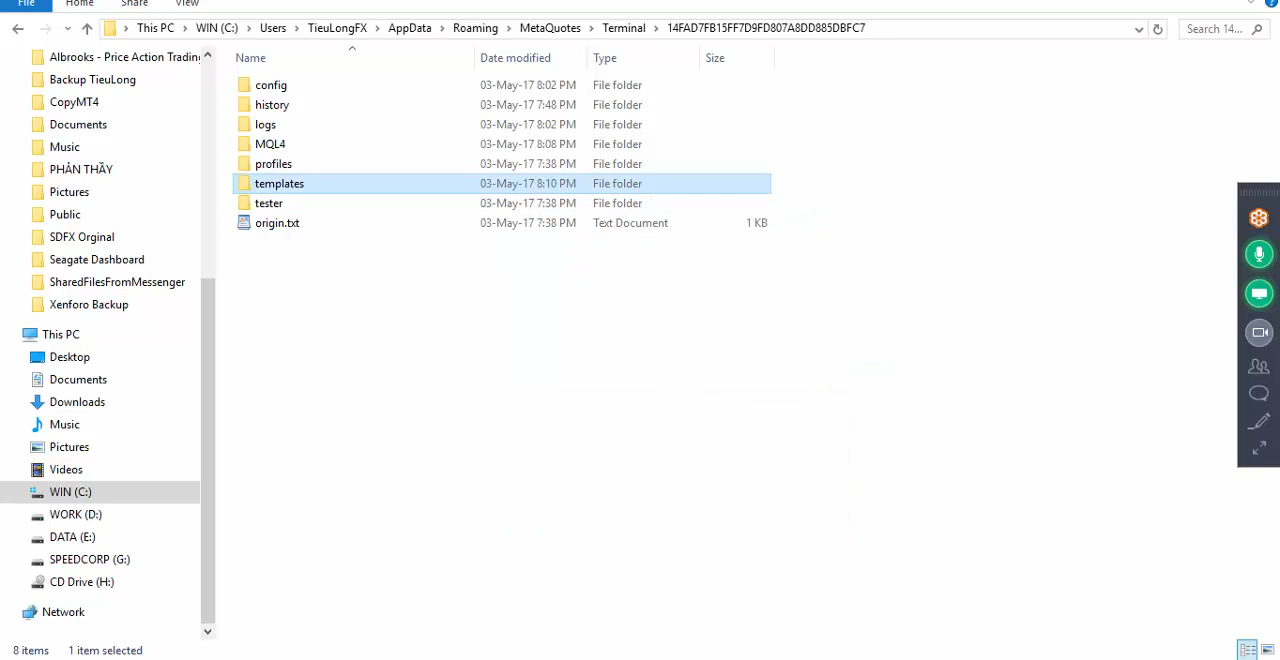 File Home Share View
This PC > WIN (C:) > Users > TieuLongFX > AppData > Roaming > MetaQuotes > Terminal > 14FAD7FB15FF7D9FD807A8DD885DBFC7
Search 14...
Albrooks - Price Action Trading
Backup TieuLong
CopyMT4
Documents
Music
PHÂN THẦY
Pictures
Public
SDFX Orginal
Seagate Dashboard
SharedFilesFromMessenger
Xenforo Backup
This PC
Desktop
Documents
Downloads
Music
Pictures
Videos
WIN (C:)
WORK (D:)
DATA (E:)
SPEEDCORP (G:)
CD Drive (H:)
Network
Name Date modified Type Size
config 03-May-17 8:02 PM File folder
history 03-May-17 7:48 PM File folder
logs 03-May-17 8:02 PM File folder
MQL4 03-May-17 8:08 PM File folder
profiles 03-May-17 7:38 PM File folder
templates 03-May-17 8:10 PM File folder
tester 03-May-17 7:38 PM File folder
origin.txt 03-May-17 7:38 PM Text Document 1 KB
8 items 1 item selected